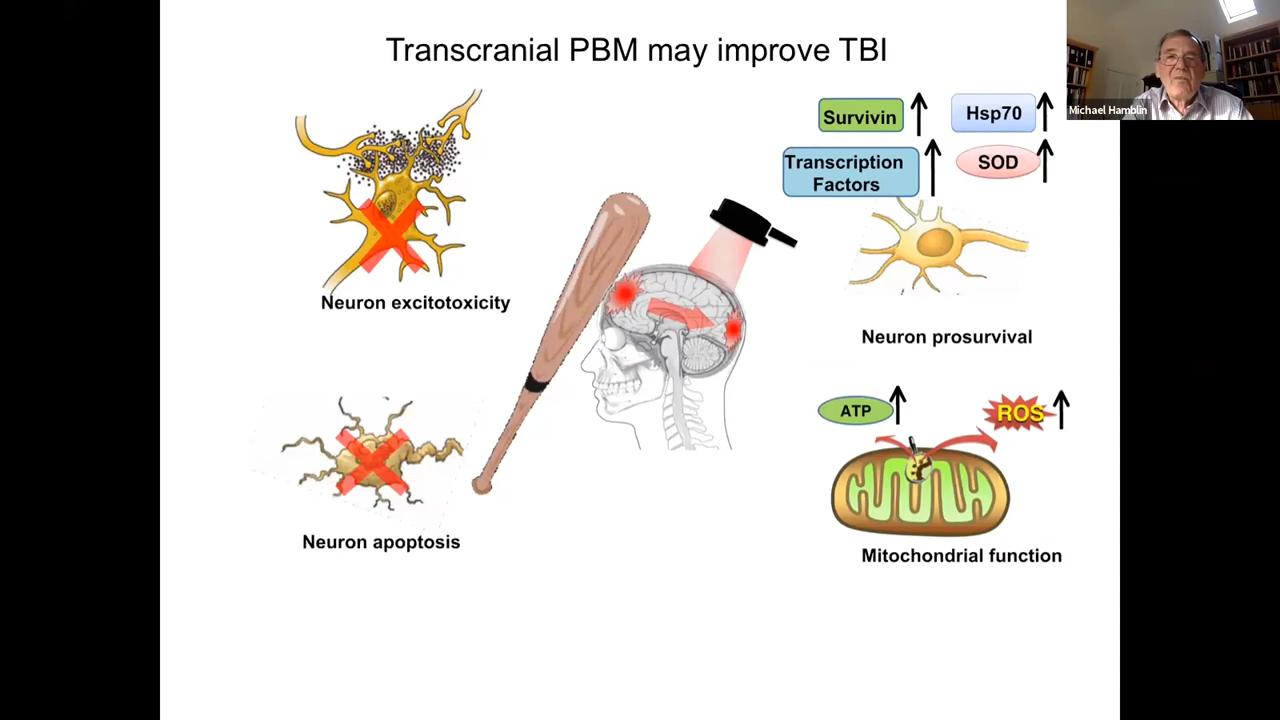 Transcranial PBM may improve TBI
Michael Hamblin
Survivin
Hsp70
Transcription
Factors
SOD
Neuron excitotoxicity
Neuron prosurvival
ATP
ROS
Neuron apoptosis
Mitochondrial function